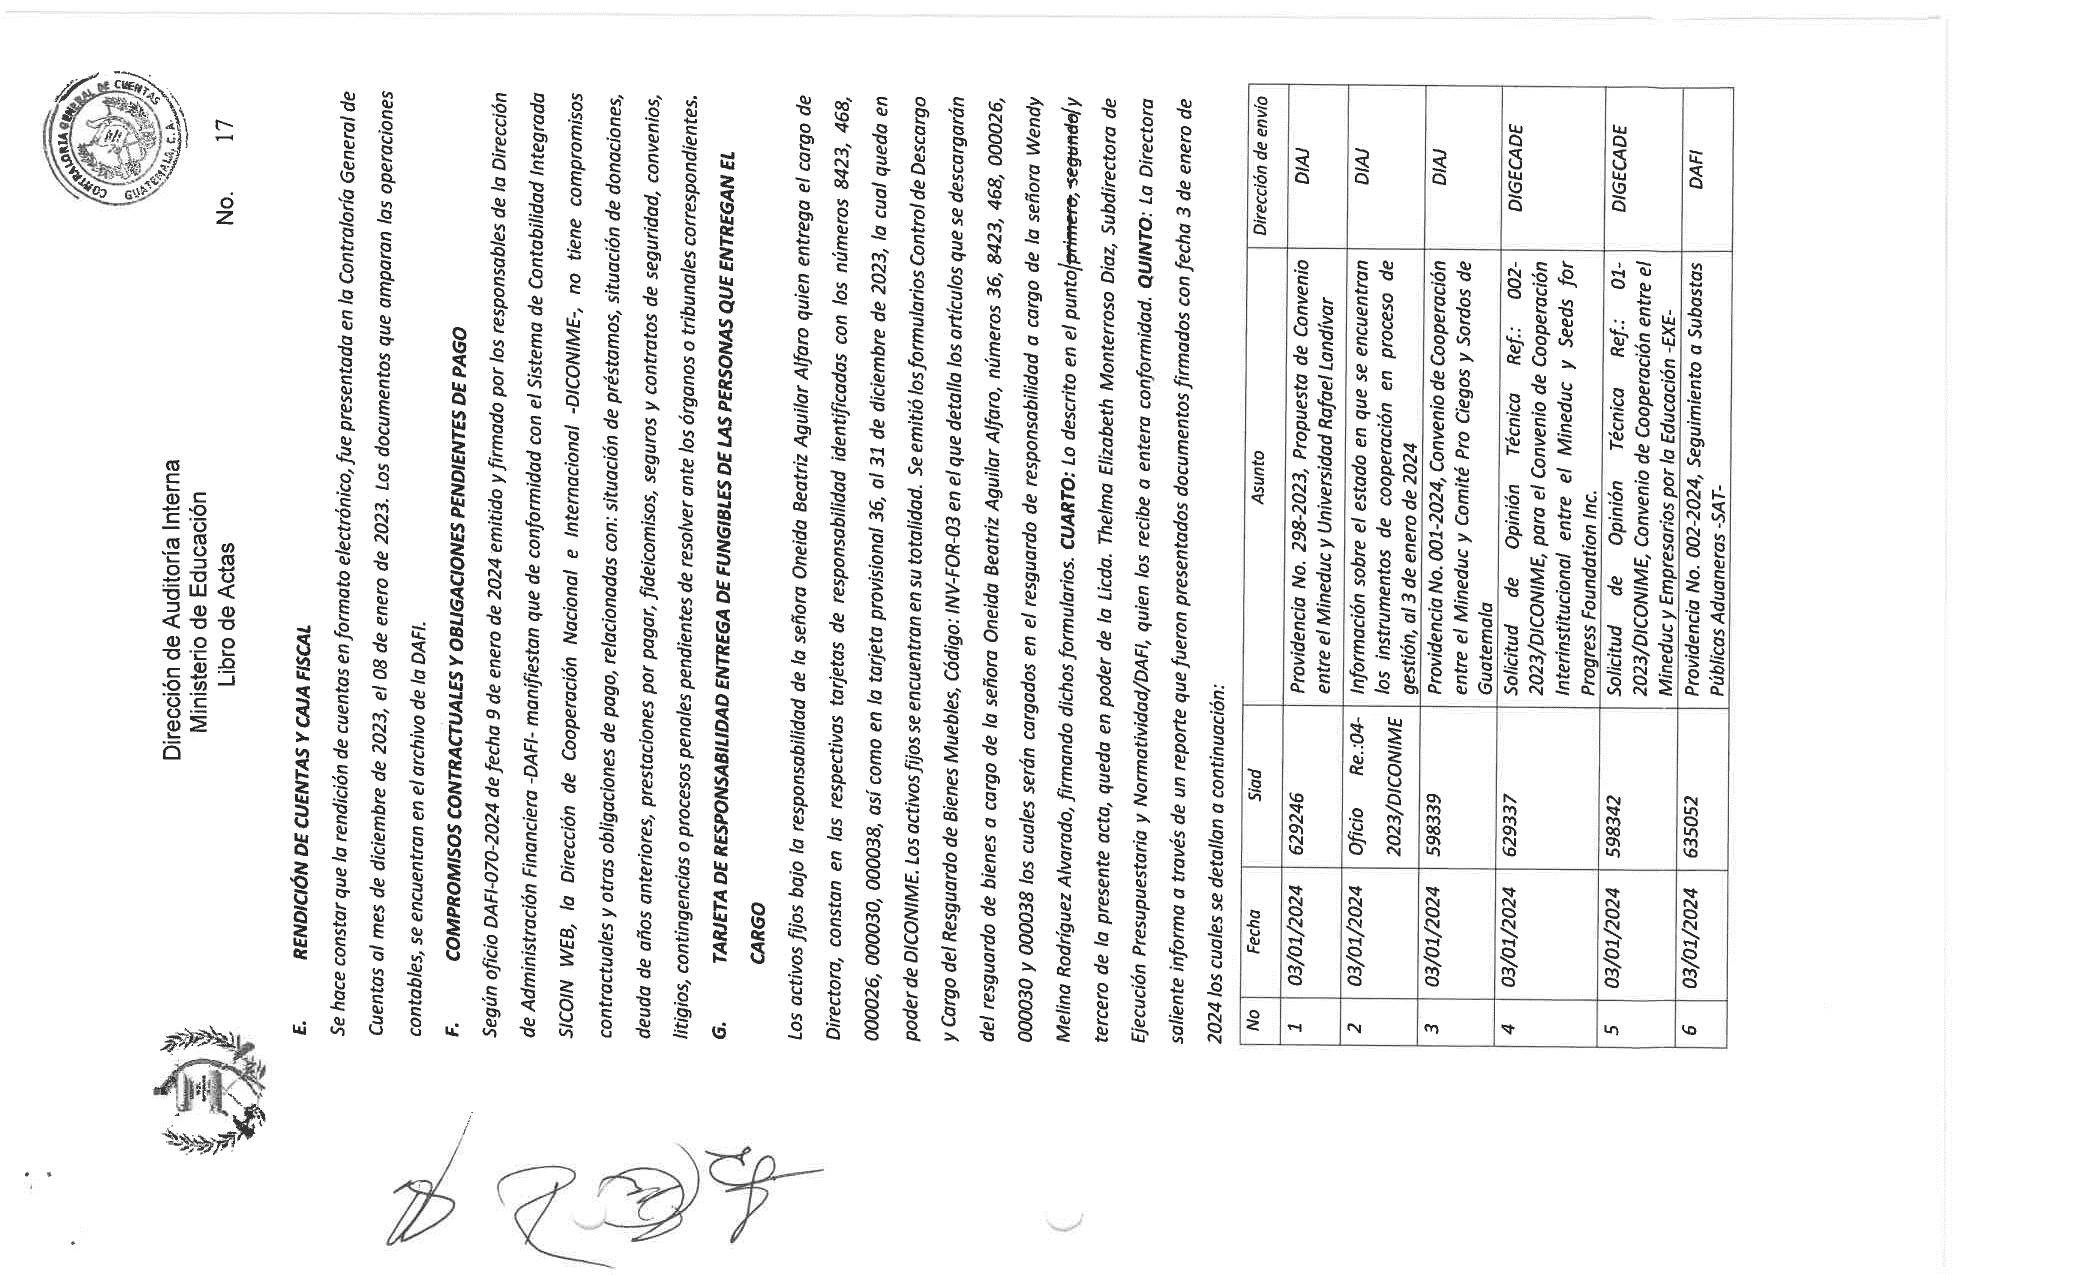 Dirección de Auditoría Interna
Ministerio de Educación
Libro de Actas
No. 17
CONTRALORIA GENERAL DE CUENTAS
GUATEMALA, C. A.
E. RENDICIÓN DE CUENTAS Y CAJA FISCAL
Se hace constar que la rendición de cuentas en formato electrónico, fue presentada en la Contraloría General de
Cuentas al mes de diciembre de 2023, el 08 de enero de 2023. Los documentos que amparan las operaciones
contables, se encuentran en el archivo de la DAFI.
F. COMPROMISOS CONTRACTUALES Y OBLIGACIONES PENDIENTES DE PAGO
Según oficio DAFI-070-2024 de fecha 9 de enero de 2024 emitido y firmado por los responsables de la Dirección
de Administración Financiera -DAFI- manifiestan que de conformidad con el Sistema de Contabilidad Integrada
SICOIN WEB, la Dirección de Cooperación Nacional e Internacional -DICONIME-, no tiene compromisos
contractuales y otras obligaciones de pago, relacionadas con: situación de préstamos, situación de donaciones,
deuda de años anteriores, prestaciones por pagar, fideicomisos, seguros y contratos de seguridad, convenios,
litigios, contingencias o procesos penales pendientes de resolver ante los órganos o tribunales correspondientes.
G. TARJETA DE RESPONSABILIDAD ENTREGA DE FUNGIBLES DE LAS PERSONAS QUE ENTREGAN EL
CARGO
Los activos fijos bajo la responsabilidad de la señora Oneida Beatriz Aguilar Alfaro quien entrega el cargo de
Directora, constan en las respectivas tarjetas de responsabilidad identificadas con los números 8423, 468,
000026, 000030, 000038, así como en la tarjeta provisional 36, al 31 de diciembre de 2023, la cual queda en
poder de DICONIME. Los activos fijos se encuentran en su totalidad. Se emitió los formularios Control de Descargo
y Cargo del Resguardo de Bienes Muebles, Código: INV-FOR-03 en el que detalla los artículos que se descargarán
del resguardo de bienes a cargo de la señora Oneida Beatriz Aguilar Alfaro, números 36, 8423, 468, 000026,
000030 y 000038 los cuales serán cargados en el resguardo de responsabilidad a cargo de la señora Wendy
Melina Rodríguez Alvarado, firmando dichos formularios. CUARTO: Lo descrito en el punto primero, segundo y
tercero de la presente acta, queda en poder de la Licda. Thelma Elizabeth Monterroso Diaz, Subdirectora de
Ejecución Presupuestaria y Normatividad/DAFI, quien los recibe a entera conformidad. QUINTO: La Directora
saliente informa a través de un reporte que fueron presentados documentos firmados con fecha 3 de enero de
2024 los cuales se detallan a continuación:
No Fecha Siad Asunto Dirección de envío
1 03/01/2024 629246 Providencia No. 298-2023, Propuesta de Convenio DIAJ
entre el Mineduc y Universidad Rafael Landívar
2 03/01/2024 Oficio Re.:04- Información sobre el estado en que se encuentran DIAJ
2023/DICONIME los instrumentos de cooperación en proceso de
gestión, al 3 de enero de 2024
3 03/01/2024 598339 Providencia No. 001-2024, Convenio de Cooperación DIAJ
entre el Mineduc y Comité Pro Ciegos y Sordos de
Guatemala
4 03/01/2024 629337 Solicitud de Opinión Técnica Ref.: 002- DIGECADE
2023/DICONIME, para el Convenio de Cooperación
Interinstitucional entre el Mineduc y Seeds for
Progress Foundation Inc.
5 03/01/2024 598342 Solicitud de Opinión Técnica Ref.: 01- DIGECADE
2023/DICONIME, Convenio de Cooperación entre el
Mineduc y Empresarios por la Educación -EXE-
6 03/01/2024 635052 Providencia No. 002-2024, Seguimiento a Subastas DAFI
Públicas Aduaneras -SAT-